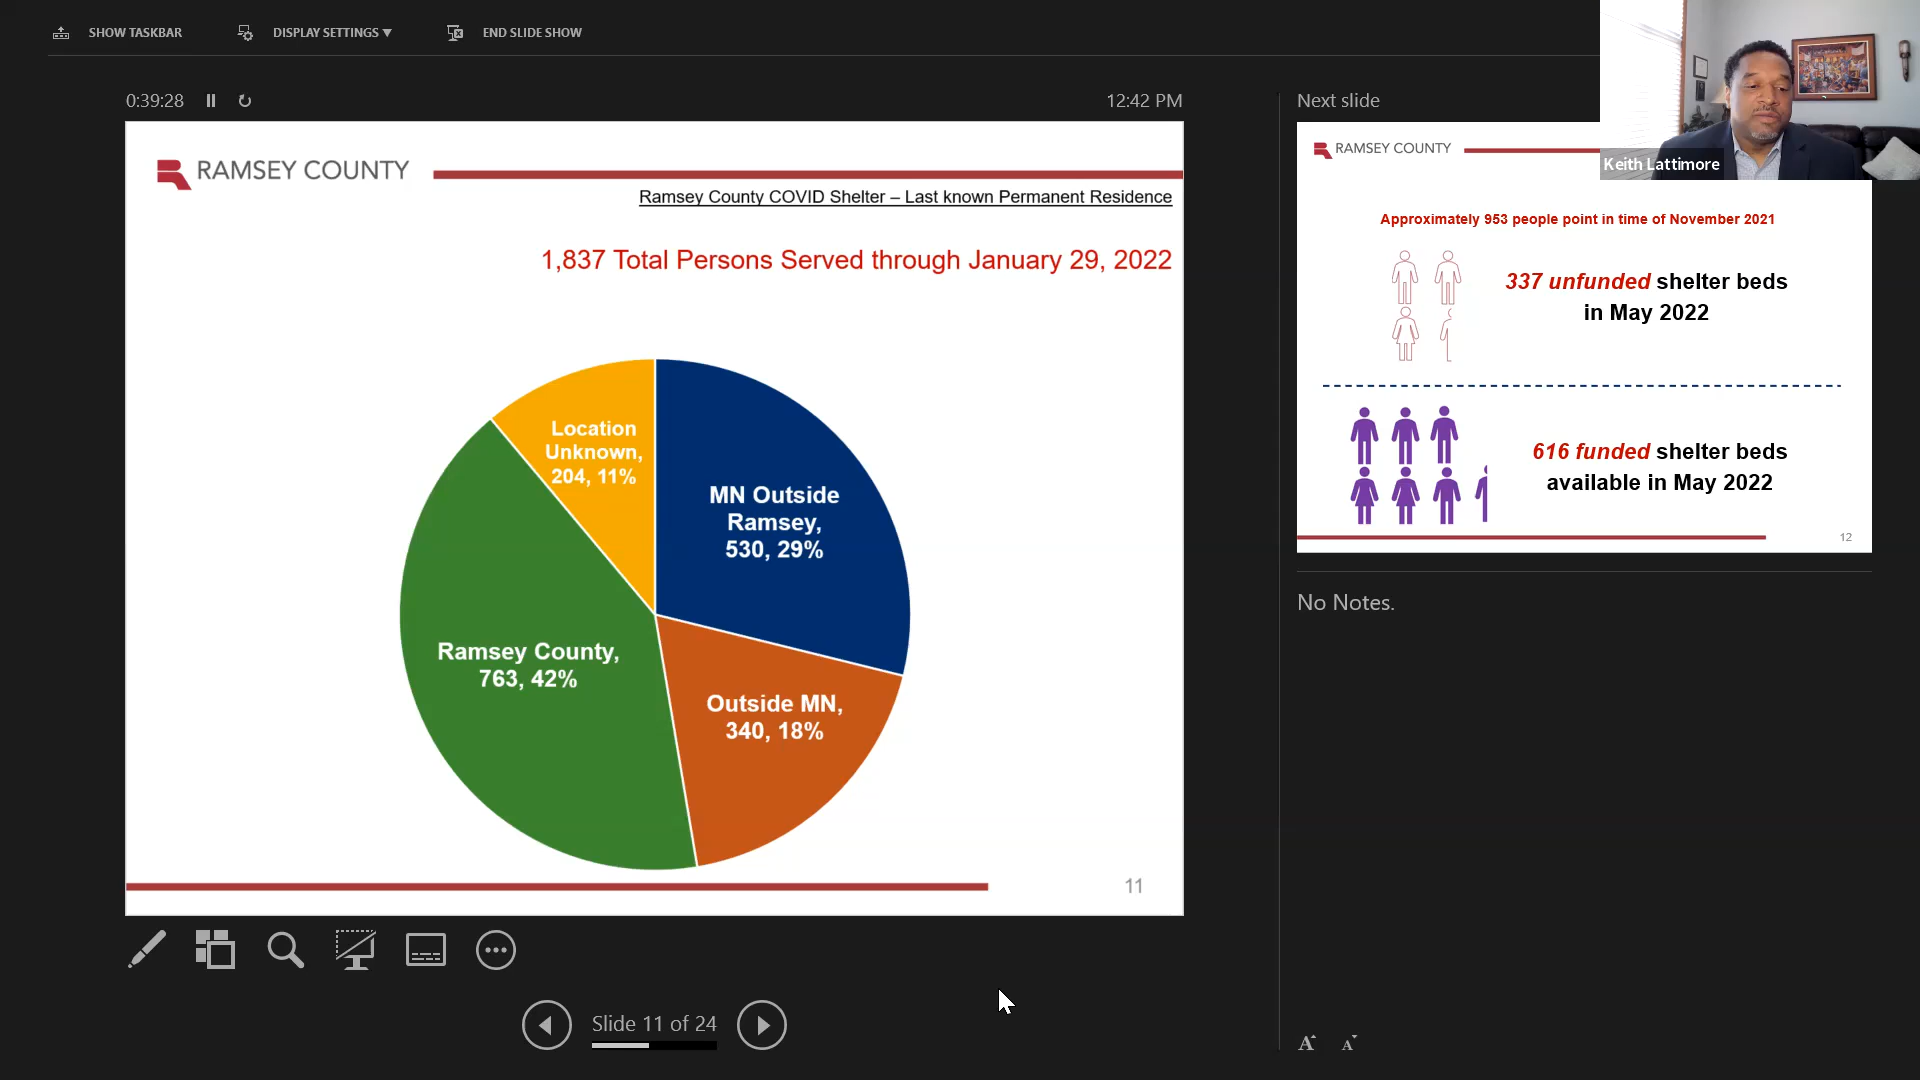 SHOW TASKBAR
DISPLAY SETTINGS ▼
END SLIDE SHOW
0:39:28
12:42 PM
RAMSEY COUNTY
Ramsey County COVID Shelter – Last known Permanent Residence
1,837 Total Persons Served through January 29, 2022
Location
Unknown,
204, 11%
MN Outside
Ramsey,
530, 29%
Ramsey County,
763, 42%
Outside MN,
340, 18%
11
Slide 11 of 24
Next slide
Keith Lattimore
RAMSEY COUNTY
Approximately 953 people point in time of November 2021
337 unfunded shelter beds
in May 2022
616 funded shelter beds
available in May 2022
12
No Notes.
A A